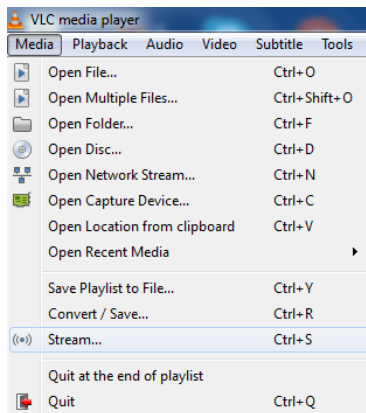 VLC media player
Media Playback Audio Video Subtitle Tools
Open File... Ctrl+O
Open Multiple Files... Ctrl+Shift+O
Open Folder... Ctrl+F
Open Disc... Ctrl+D
Open Network Stream... Ctrl+N
Open Capture Device... Ctrl+C
Open Location from clipboard Ctrl+V
Open Recent Media
Save Playlist to File... Ctrl+Y
Convert / Save... Ctrl+R
Stream... Ctrl+S
Quit at the end of playlist
Quit Ctrl+Q